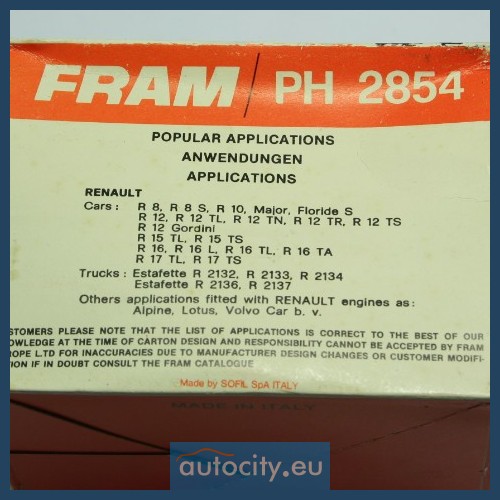 FRAM / PH 2854
POPULAR APPLICATIONS
ANWENDUNGEN
APPLICATIONS
RENAULT
Cars : R 8, R 8 S, R 10, Major, Floride S
R 12, R 12 TL, R 12 TN, R 12 TR, R 12 TS
R 12 Gordini
R 15 TL, R 15 TS
R 16, R 16 L, R 16 TL, R 16 TA
R 17 TL, R 17 TS
Trucks : Estafette R 2132, R 2133, R 2134
Estafette R 2136, R 2137
Others applications fitted with RENAULT engines as:
Alpine, Lotus, Volvo Car b. v.
STOMERS PLEASE NOTE THAT THE LIST OF APPLICATIONS IS CORRECT TO THE BEST OF OUR
OWLEDGE AT THE TIME OF CARTON DESIGN AND RESPONSIBILITY CANNOT BE ACCEPTED BY FRAM
ROPE LTD FOR INACCURACIES DUE TO MANUFACTURER DESIGN CHANGES OR CUSTOMER MODIFI-
TION IF IN DOUBT CONSULT THE FRAM CATALOGUE
Made by SOFIL SpA ITALY
MADE IN ITALY
autocity.eu